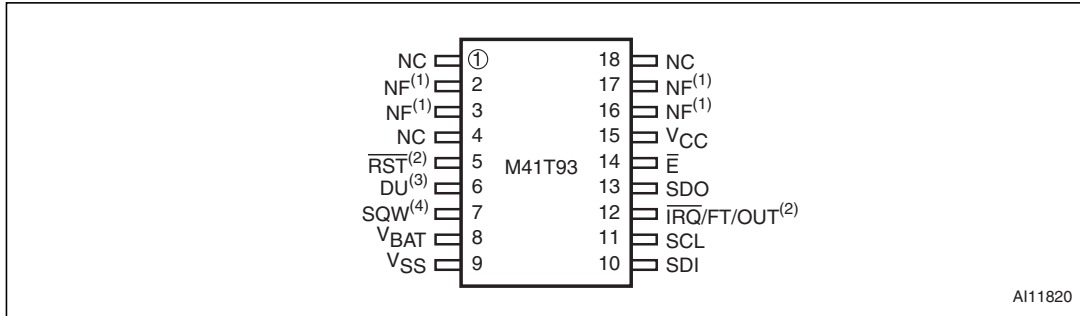 NC 1 18 NC
NF(1) 2 17 NF(1)
NF(1) 3 16 NF(1)
NC 4 15 VCC
R̅S̅T̅(2) 5 M41T93 14 E̅
DU(3) 6 13 SDO
SQW(4) 7 12 I̅R̅Q̅/FT/OUT(2)
VBAT 8 11 SCL
VSS 9 10 SDI
AI11820